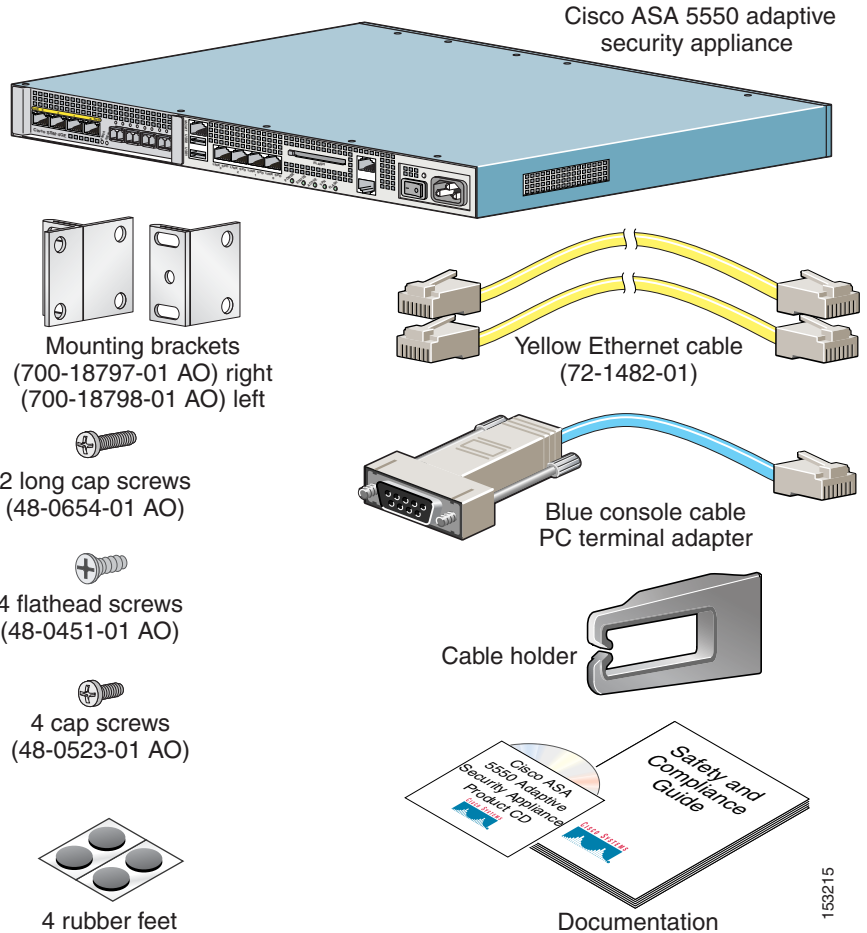 Cisco ASA 5550 adaptive
security appliance
Mounting brackets
(700-18797-01 AO) right
(700-18798-01 AO) left
Yellow Ethernet cable
(72-1482-01)
2 long cap screws
(48-0654-01 AO)
Blue console cable
PC terminal adapter
4 flathead screws
(48-0451-01 AO)
Cable holder
4 cap screws
(48-0523-01 AO)
Cisco ASA
5550 Adaptive
Security Appliance
Product CD
CISCO SYSTEMS
Safety and
Compliance
Guide
CISCO SYSTEMS
4 rubber feet
Documentation
153215